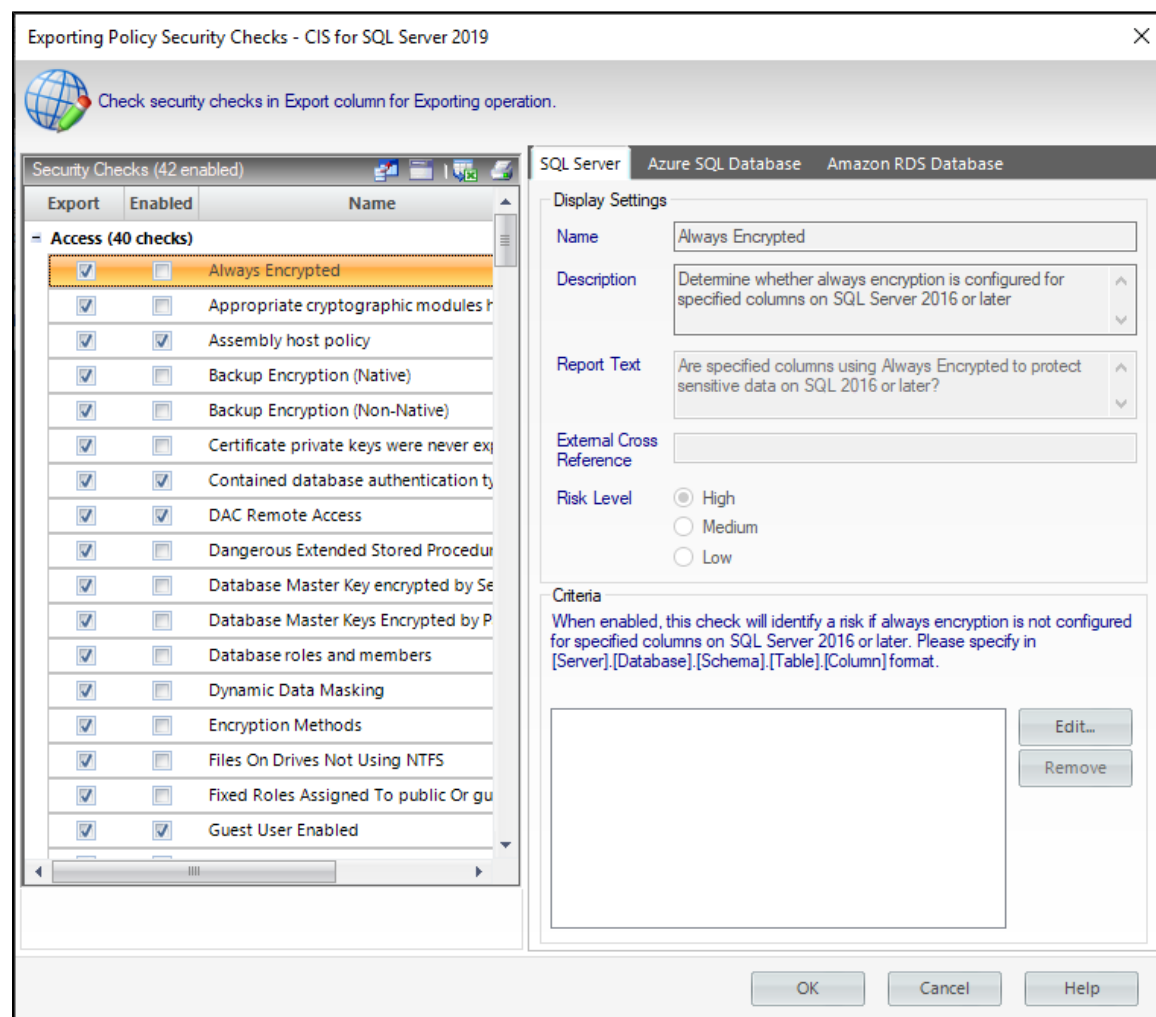 Exporting Policy Security Checks - CIS for SQL Server 2019
Check security checks in Export column for Exporting operation.
Security Checks (42 enabled)
Export Enabled Name
Access (40 checks)
Always Encrypted
Appropriate cryptographic modules h
Assembly host policy
Backup Encryption (Native)
Backup Encryption (Non-Native)
Certificate private keys were never exp
Contained database authentication ty
DAC Remote Access
Dangerous Extended Stored Procedur
Database Master Key encrypted by Se
Database Master Keys Encrypted by P
Database roles and members
Dynamic Data Masking
Encryption Methods
Files On Drives Not Using NTFS
Fixed Roles Assigned To public Or gu
Guest User Enabled
SQL Server Azure SQL Database Amazon RDS Database
Display Settings
Name Always Encrypted
Description Determine whether always encryption is configured for
specified columns on SQL Server 2016 or later
Report Text Are specified columns using Always Encrypted to protect
sensitive data on SQL 2016 or later?
External Cross
Reference
Risk Level High
Medium
Low
Criteria
When enabled, this check will identify a risk if always encryption is not configured
for specified columns on SQL Server 2016 or later. Please specify in
[Server].[Database].[Schema].[Table].[Column] format.
Edit...
Remove
OK Cancel Help